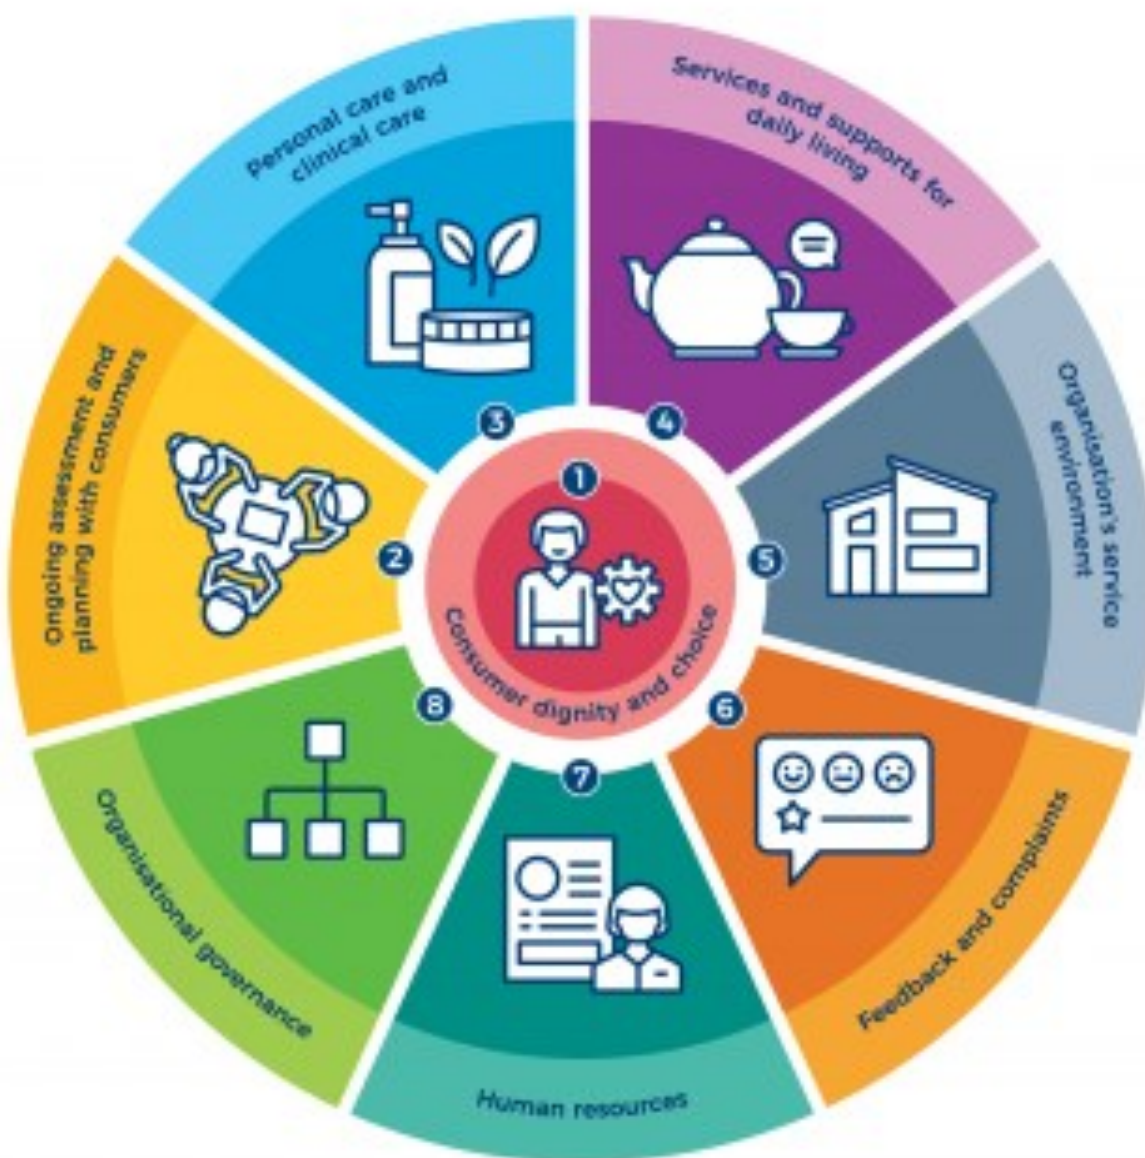 1
Consumer dignity and choice
2
Ongoing assessment and
planning with consumers
3
Personal care and
clinical care
4
Services and supports for
daily living
5
Organisation's service
environment
6
Feedback and complaints
7
Human resources
8
Organisational governance